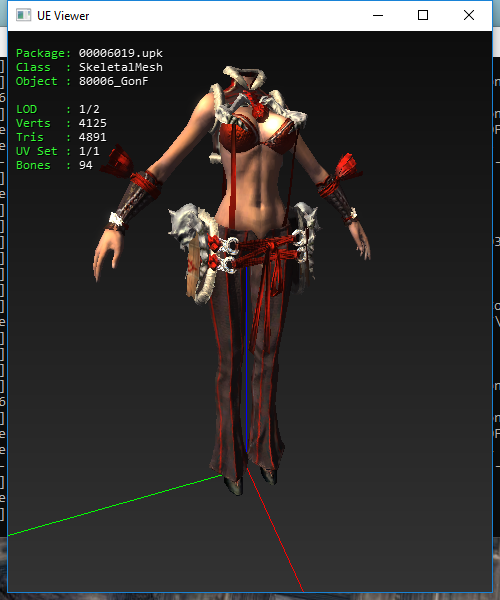 UE Viewer
Package: 00006019.upk
Class : SkeletalMesh
Object : 80006_GonF
LOD : 1/2
Verts : 4125
Tris : 4891
UV Set : 1/1
Bones : 94